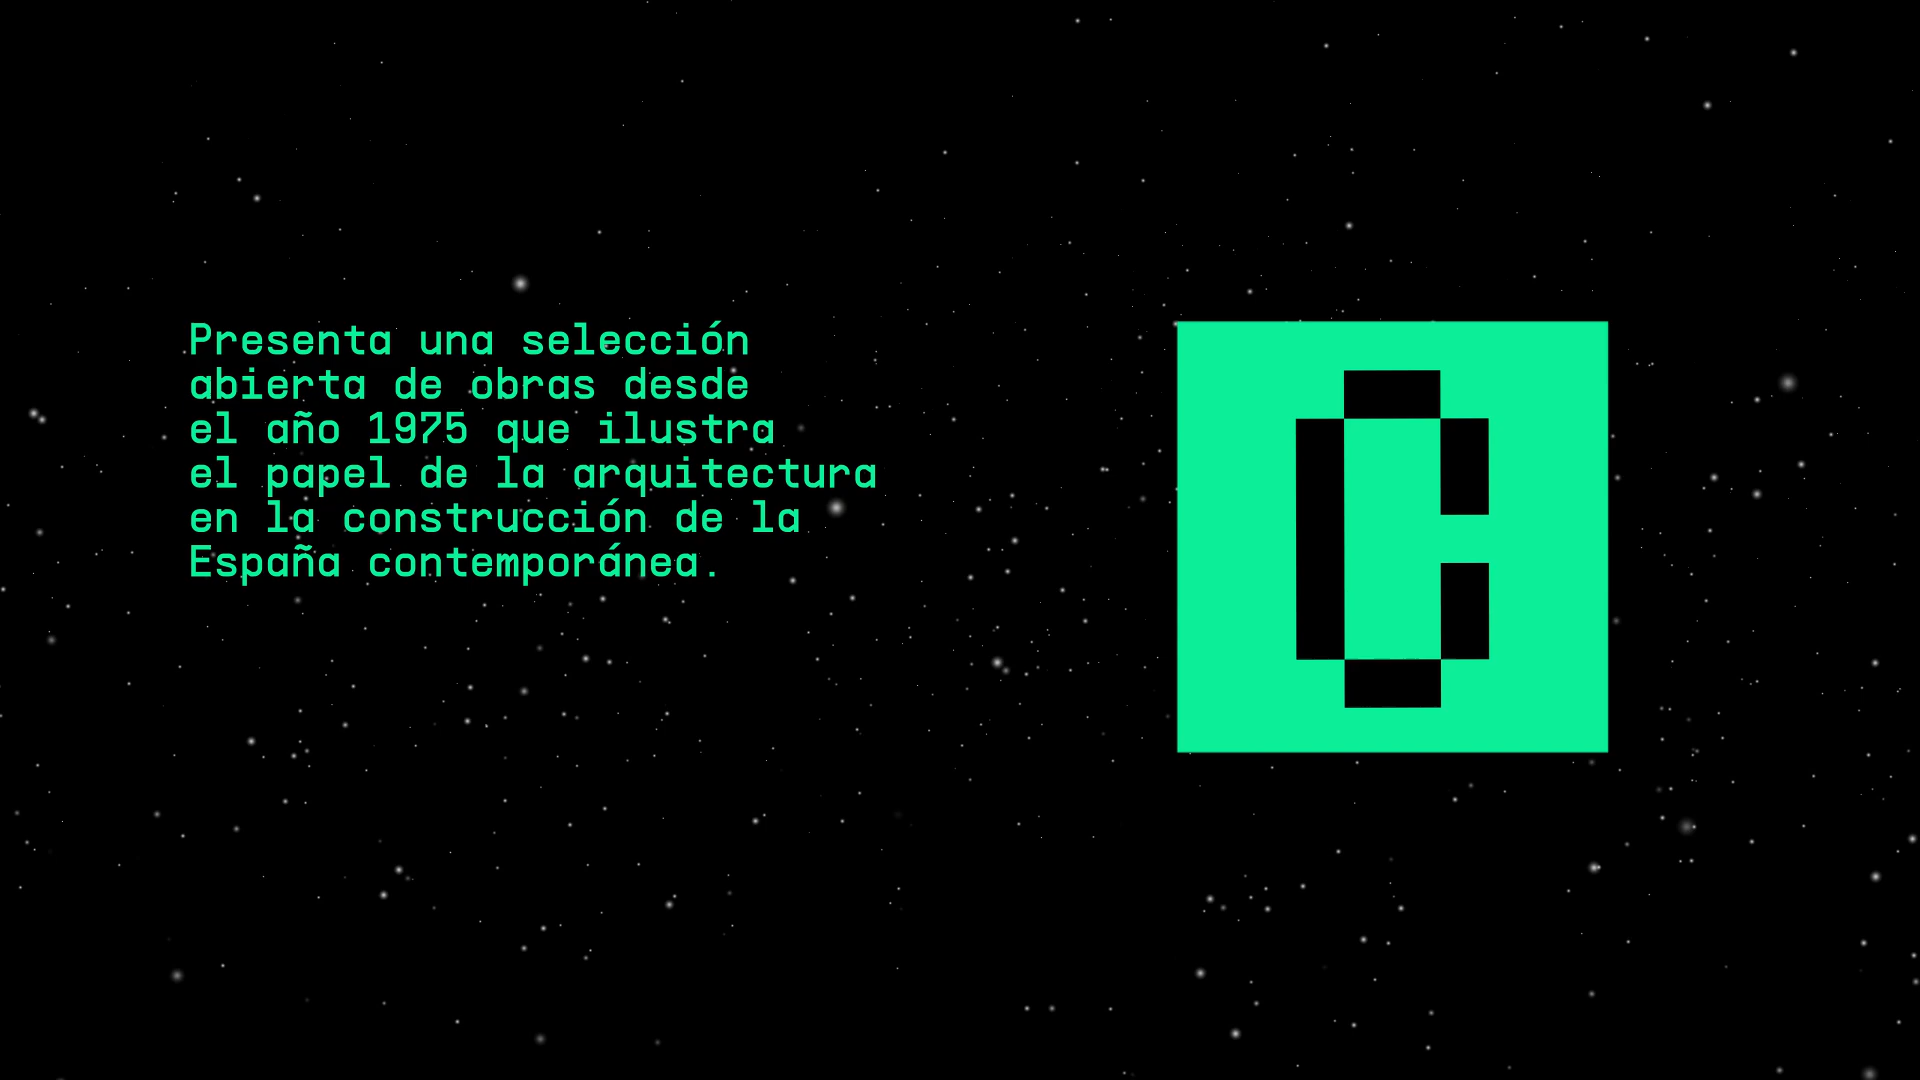 Presenta una selección
abierta de obras desde
el año 1975 que ilustra
el papel de la arquitectura
en la construcción de la
España contemporánea.
C